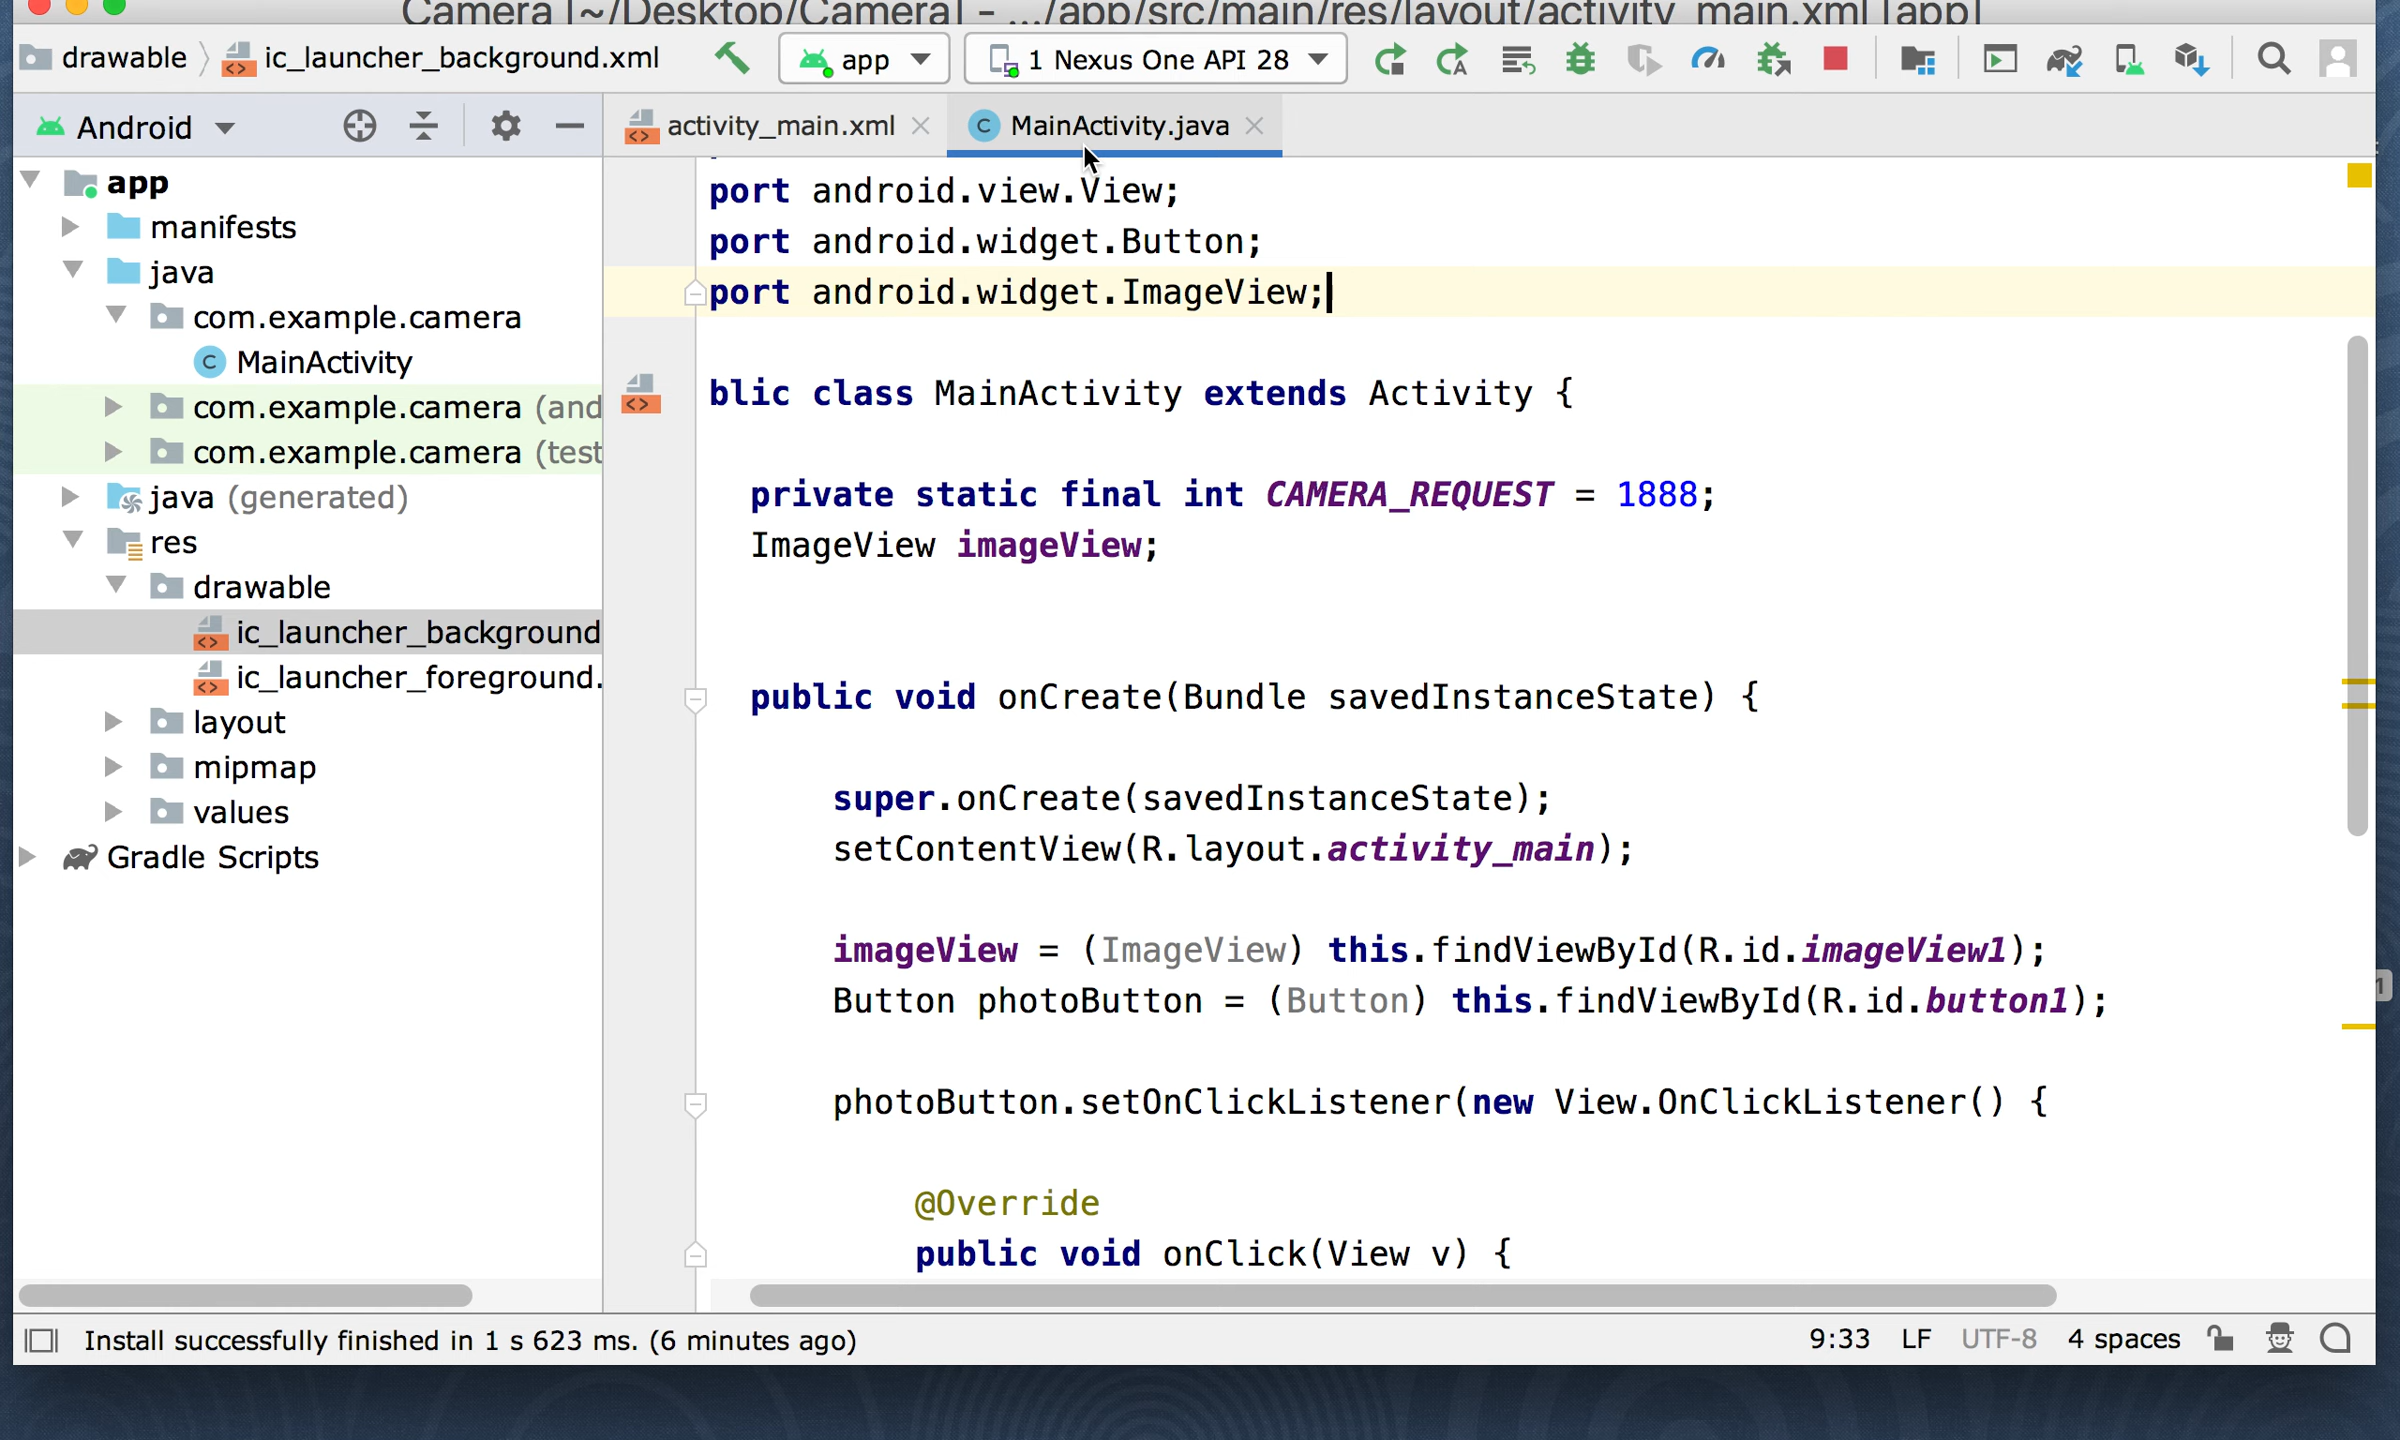 Camera [~/Desktop/Camera] - .../app/src/main/res/layout/activity_main.xml [app]
drawable ic_launcher_background.xml app 1 Nexus One API 28
Android activity_main.xml MainActivity.java
app
manifests
java
com.example.camera
MainActivity
com.example.camera (and
com.example.camera (test
java (generated)
res
drawable
ic_launcher_background
ic_launcher_foreground.
layout
mipmap
values
Gradle Scripts
port android.view.View;
port android.widget.Button;
port android.widget.ImageView;
blic class MainActivity extends Activity {
private static final int CAMERA_REQUEST = 1888;
ImageView imageView;
public void onCreate(Bundle savedInstanceState) {
super.onCreate(savedInstanceState);
setContentView(R.layout.activity_main);
imageView = (ImageView) this.findViewById(R.id.imageView1);
Button photoButton = (Button) this.findViewById(R.id.button1);
photoButton.setOnClickListener(new View.OnClickListener() {
@Override
public void onClick(View v) {
Install successfully finished in 1 s 623 ms. (6 minutes ago) 9:33 LF UTF-8 4 spaces